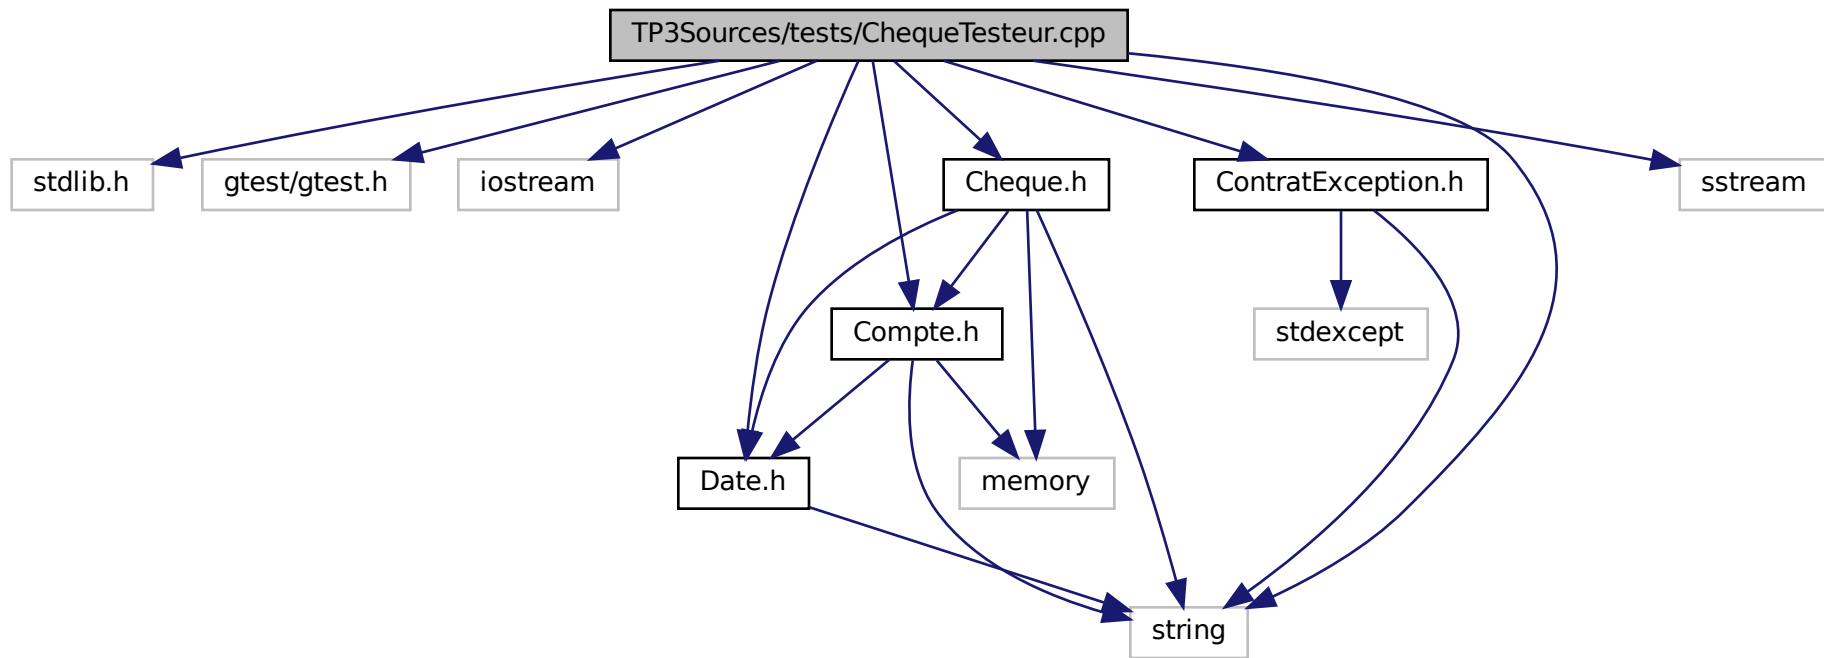 TP3Sources/tests/ChequeTesteur.cpp
stdlib.h
gtest/gtest.h
iostream
Cheque.h
ContratException.h
sstream
Compte.h
stdexcept
Date.h
memory
string